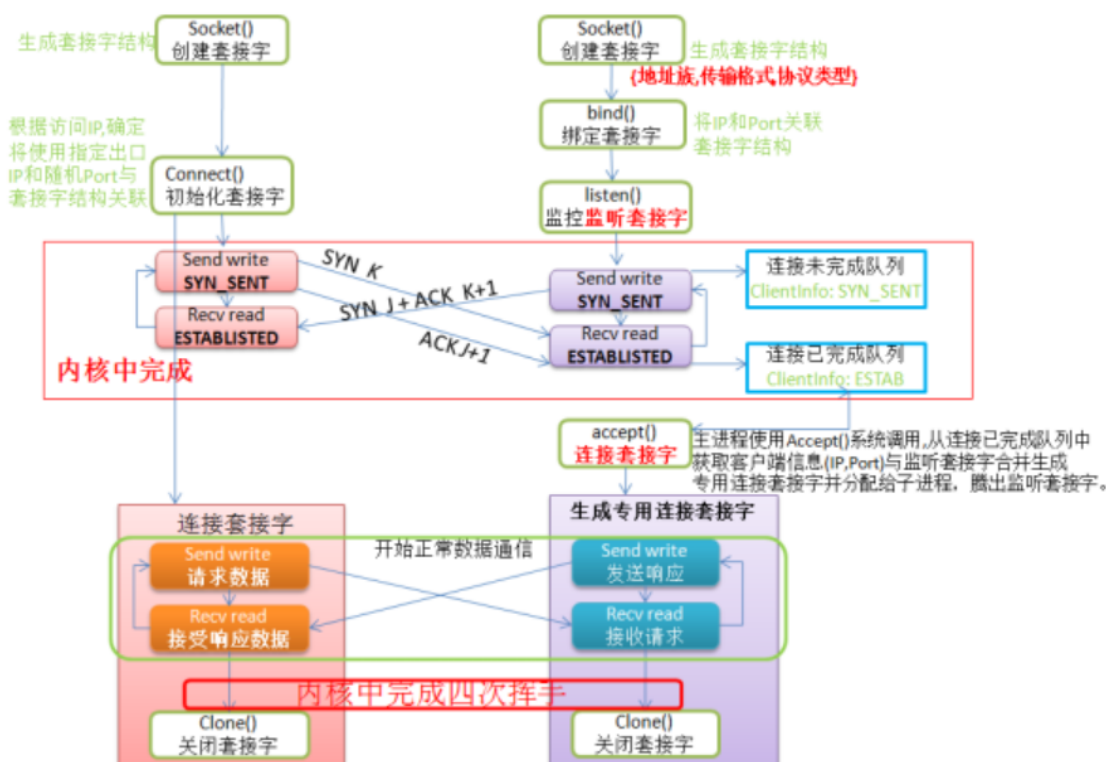 Socket()
创建套接字
生成套接字结构
Socket()
创建套接字
生成套接字结构
{地址族,传输格式,协议类型}
bind()
绑定套接字
将IP和Port关联
套接字结构
根据访问IP,确定
将使用指定出口
IP和随机Port与
套接字结构关联
Connect()
初始化套接字
listen()
监控监听套接字
Send write
SYN_SENT
Recv read
ESTABLISTED
SYN K
SYN J + ACK K+1
ACKJ+1
Send write
SYN_SENT
Recv read
ESTABLISTED
连接未完成队列
ClientInfo: SYN_SENT
连接已完成队列
ClientInfo: ESTAB
内核中完成
accept()
连接套接字
主进程使用Accept()系统调用,从连接已完成队列中
获取客户端信息(IP,Port)与监听套接字合并生成
专用连接套接字并分配给子进程，腾出监听套接字。
连接套接字
生成专用连接套接字
开始正常数据通信
Send write
请求数据
Recv read
接受响应数据
Send write
发送响应
Recv read
接收请求
内核中完成四次挥手
Clone()
关闭套接字
Clone()
关闭套接字